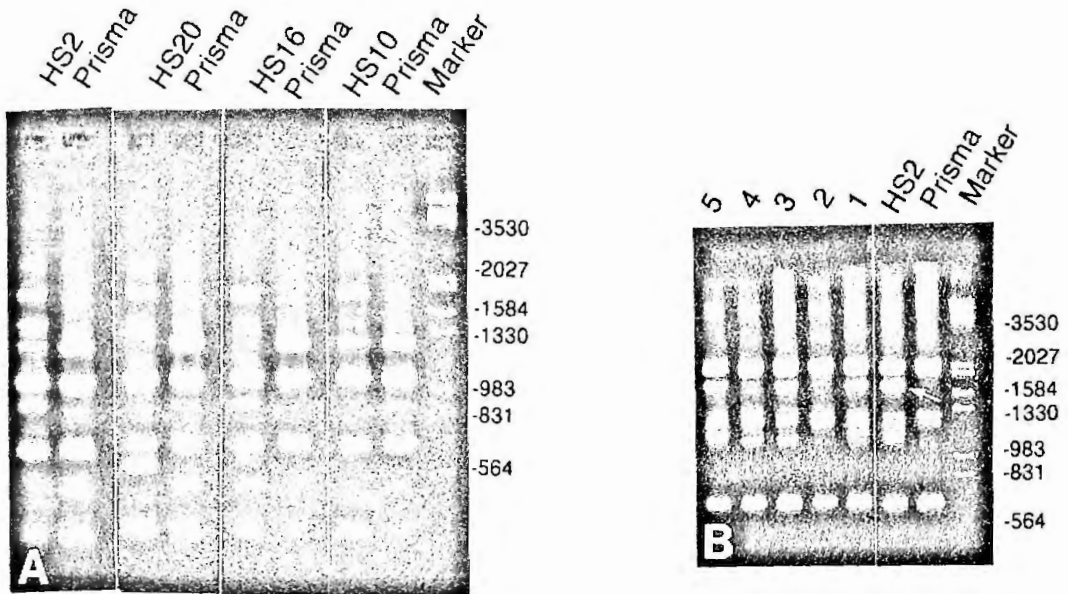 HS2
Prisma
HS20
Prisma
HS16
Prisma
HS10
Prisma
Marker
-3530
-2027
-1584
-1330
-983
-831
-564
A
5
4
3
2
1
HS2
Prisma
Marker
-3530
-2027
-1584
-1330
-983
-831
-564
B